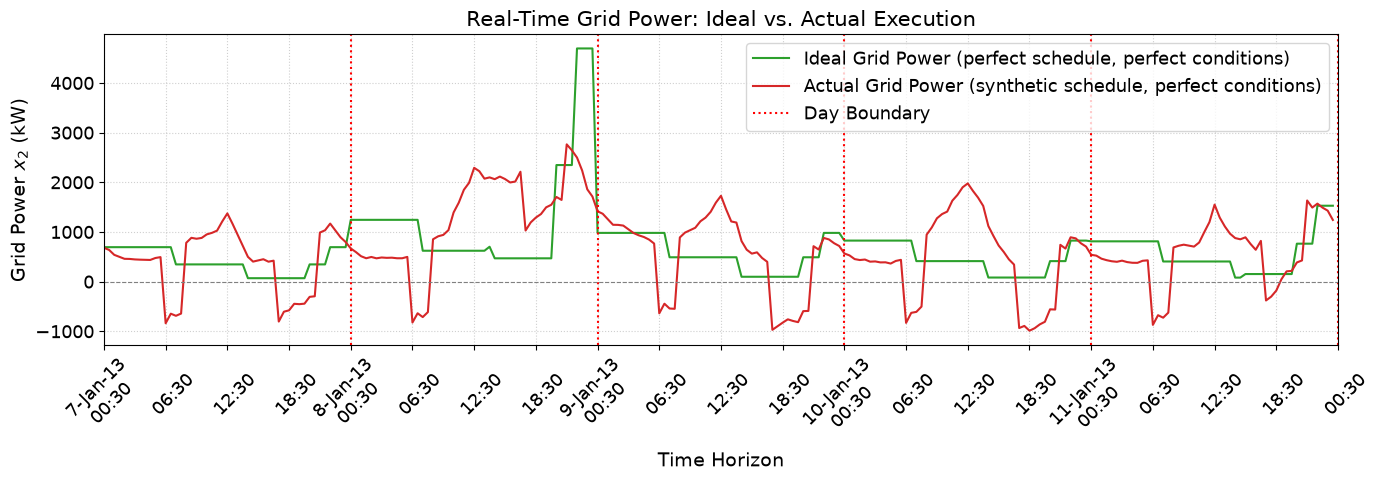 Real-Time Grid Power: Ideal vs. Actual Execution
Ideal Grid Power (perfect schedule, perfect conditions)
Actual Grid Power (synthetic schedule, perfect conditions)
Day Boundary
Grid Power x₂ (kW)
4000
3000
2000
1000
0
−1000
7-Jan-13
00:30
06:30
12:30
18:30
8-Jan-13
00:30
06:30
12:30
18:30
9-Jan-13
00:30
06:30
12:30
18:30
10-Jan-13
00:30
06:30
12:30
18:30
11-Jan-13
00:30
06:30
12:30
18:30
00:30
Time Horizon